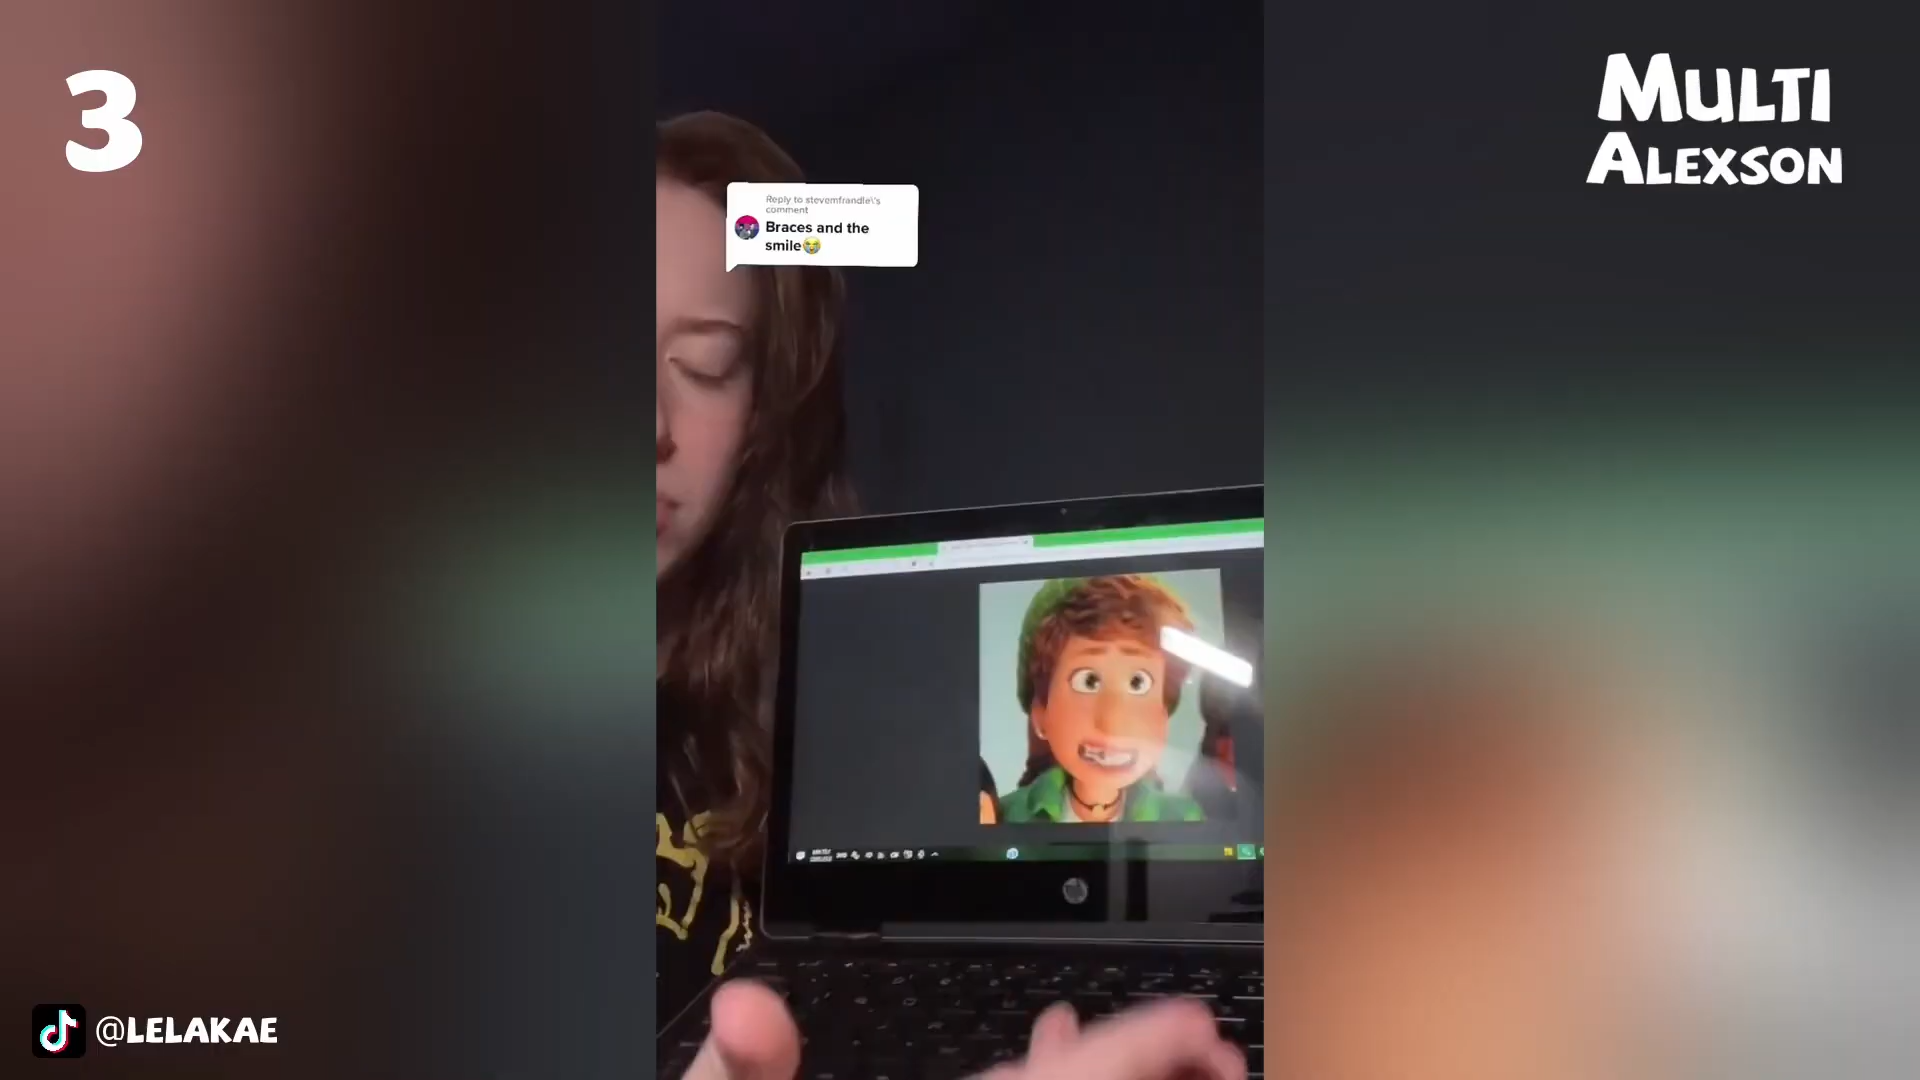 3
MULTI
ALEXSON
Reply to stevemfrandle\'s
comment
Braces and the
smile😭
@LELAKAE